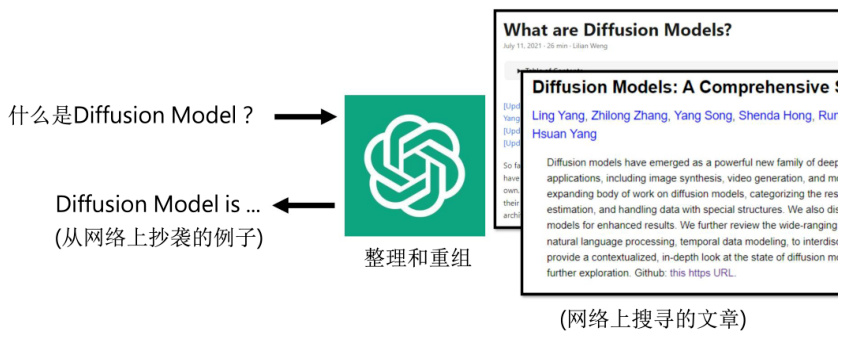 什么是Diffusion Model ?
Diffusion Model is ...
(从网络上抄袭的例子)
整理和重组
What are Diffusion Models?
July 11, 2021 · 26 min · Lilian Weng
[Upd
Yang
[Upd
[Upd
So fa
have
own.
their
archi
Diffusion Models: A Comprehensive
Ling Yang, Zhilong Zhang, Yang Song, Shenda Hong, Run
Hsuan Yang
Diffusion models have emerged as a powerful new family of deep
applications, including image synthesis, video generation, and mo
expanding body of work on diffusion models, categorizing the res
estimation, and handling data with special structures. We also dis
models for enhanced results. We further review the wide-ranging
natural language processing, temporal data modeling, to interdisc
provide a contextualized, in-depth look at the state of diffusion mo
further exploration. Github: this https URL.
(网络上搜寻的文章)